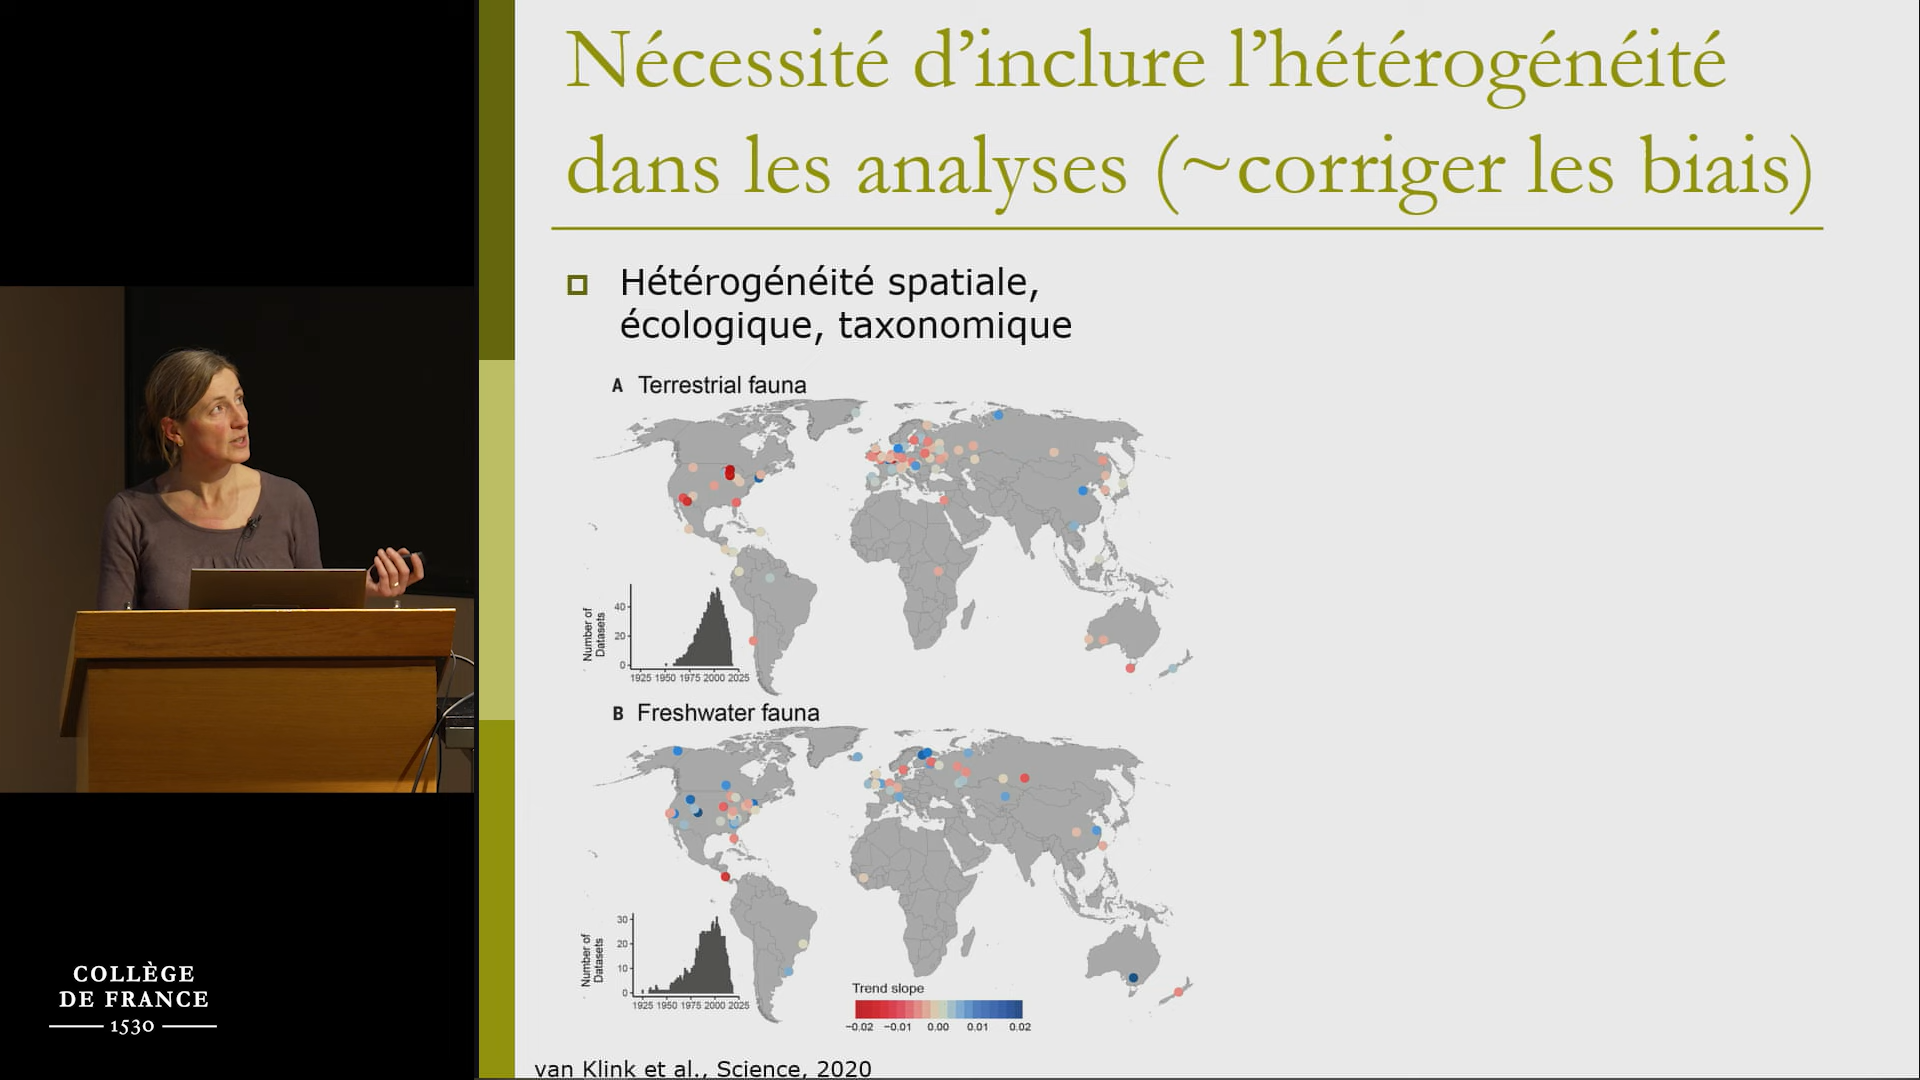 Nécessité d'inclure l'hétérogénéité
dans les analyses (~corriger les biais)
Hétérogénéité spatiale,
écologique, taxonomique
A Terrestrial fauna
Number of
Datasets
40
20
0
1925 1950 1975 2000 2025
B Freshwater fauna
Number of
Datasets
30
20
10
0
1925 1950 1975 2000 2025
Trend slope
−0.02 −0.01 0.00 0.01 0.02
van Klink et al., Science, 2020
COLLÈGE
DE FRANCE
1530